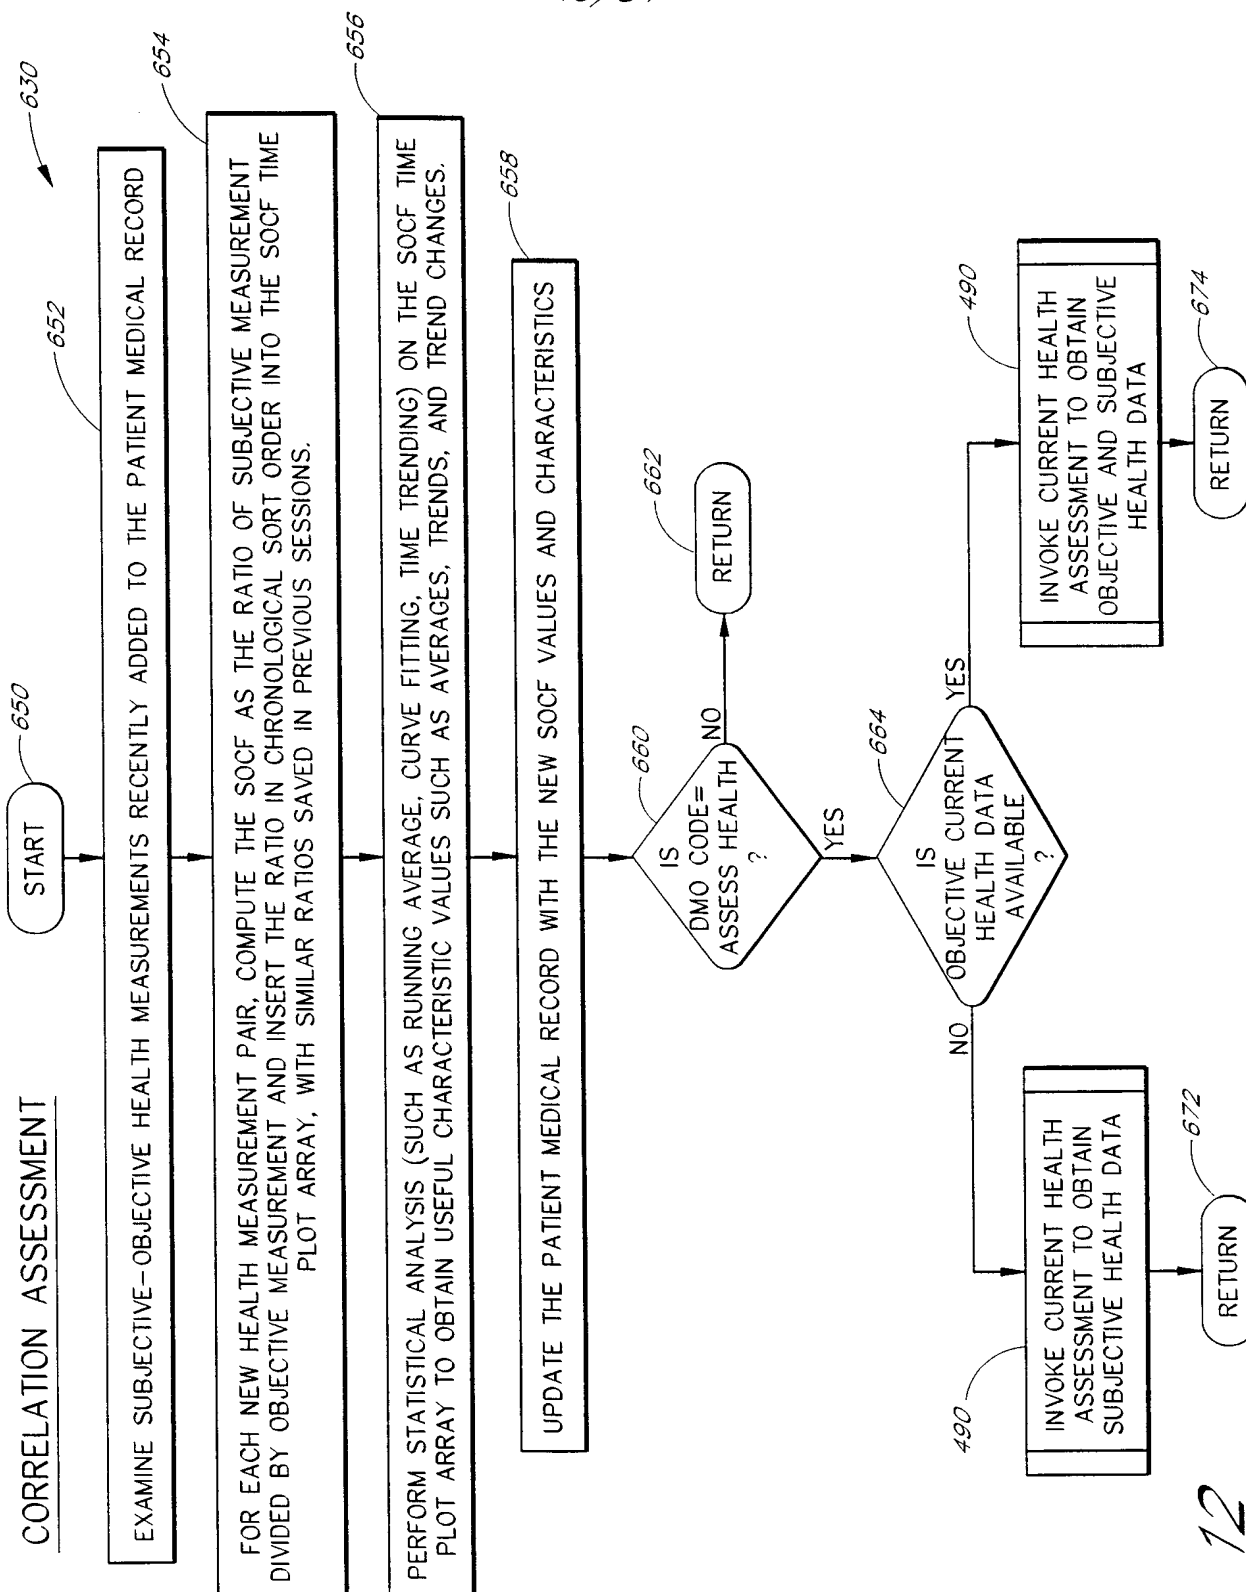 CORRELATION ASSESSMENT
630
START
650
EXAMINE SUBJECTIVE-OBJECTIVE HEALTH MEASUREMENTS RECENTLY ADDED TO THE PATIENT MEDICAL RECORD
652
FOR EACH NEW HEALTH MEASUREMENT PAIR, COMPUTE THE SOCF AS THE RATIO OF SUBJECTIVE MEASUREMENT
DIVIDED BY OBJECTIVE MEASUREMENT AND INSERT THE RATIO IN CHRONOLOGICAL SORT ORDER INTO THE SOCF TIME
PLOT ARRAY, WITH SIMILAR RATIOS SAVED IN PREVIOUS SESSIONS.
654
PERFORM STATISTICAL ANALYSIS (SUCH AS RUNNING AVERAGE, CURVE FITTING, TIME TRENDING) ON THE SOCF TIME
PLOT ARRAY TO OBTAIN USEFUL CHARACTERISTIC VALUES SUCH AS AVERAGES, TRENDS, AND TREND CHANGES.
656
UPDATE THE PATIENT MEDICAL RECORD WITH THE NEW SOCF VALUES AND CHARACTERISTICS
658
IS
DMO CODE=
ASSESS HEALTH
?
660
NO
RETURN
662
YES
IS
OBJECTIVE CURRENT
HEALTH DATA
AVAILABLE
?
664
NO
YES
INVOKE CURRENT HEALTH
ASSESSMENT TO OBTAIN
SUBJECTIVE HEALTH DATA
490
RETURN
672
INVOKE CURRENT HEALTH
ASSESSMENT TO OBTAIN
OBJECTIVE AND SUBJECTIVE
HEALTH DATA
490
RETURN
674
12